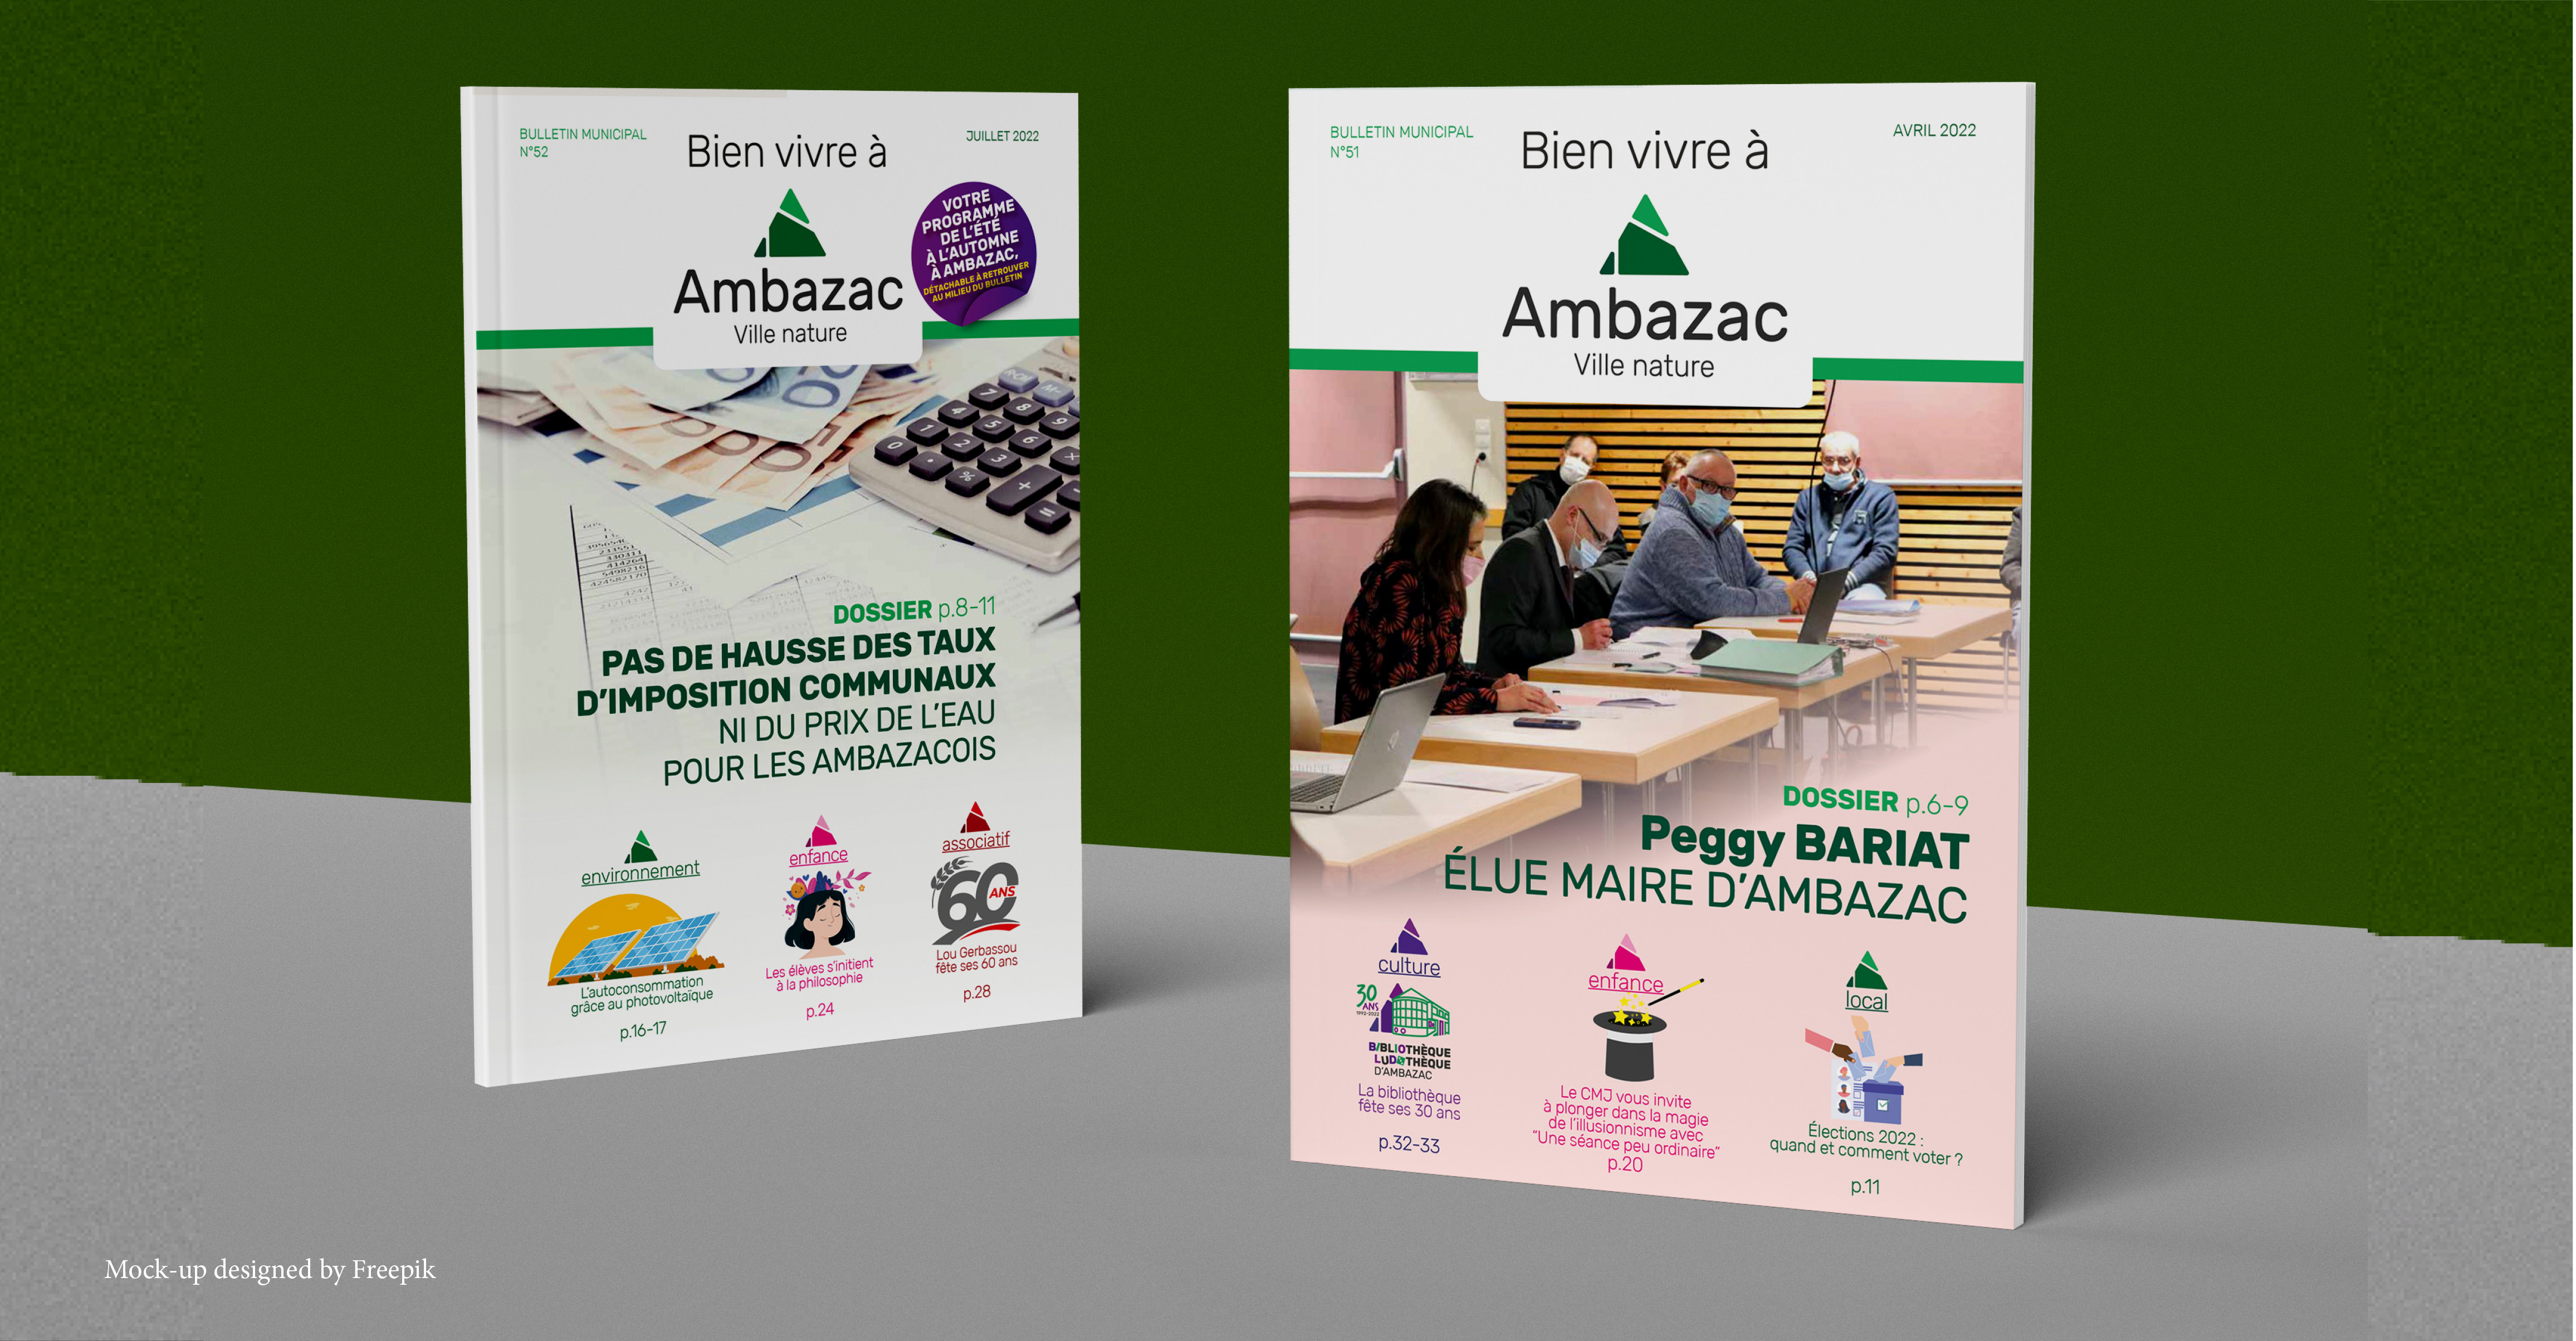 BULLETIN MUNICIPAL
N°52
JUILLET 2022
Bien vivre à
Ambazac
Ville nature
VOTRE
PROGRAMME
DE L'ÉTÉ
À L'AUTOMNE
À AMBAZAC,
DÉTACHABLE À RETROUVER
AU MILIEU DU BULLETIN
DOSSIER p.8-11
PAS DE HAUSSE DES TAUX
D'IMPOSITION COMMUNAUX
NI DU PRIX DE L'EAU
POUR LES AMBAZACOIS
environnement
L'autoconsommation
grâce au photovoltaïque
p.16-17
enfance
Les élèves s'initient
à la philosophie
p.24
associatif
60 ANS
Lou Gerbassou
fête ses 60 ans
p.28
BULLETIN MUNICIPAL
N°51
AVRIL 2022
Bien vivre à
Ambazac
Ville nature
DOSSIER p.6-9
Peggy BARIAT
ÉLUE MAIRE D'AMBAZAC
culture
30
ANS
1992-2022
BIBLIOTHÈQUE
LUDOTHÈQUE
D'AMBAZAC
La bibliothèque
fête ses 30 ans
p.32-33
enfance
Le CMJ vous invite
à plonger dans la magie
de l'illusionnisme avec
"Une séance peu ordinaire"
p.20
local
Élections 2022 :
quand et comment voter ?
p.11
Mock-up designed by Freepik